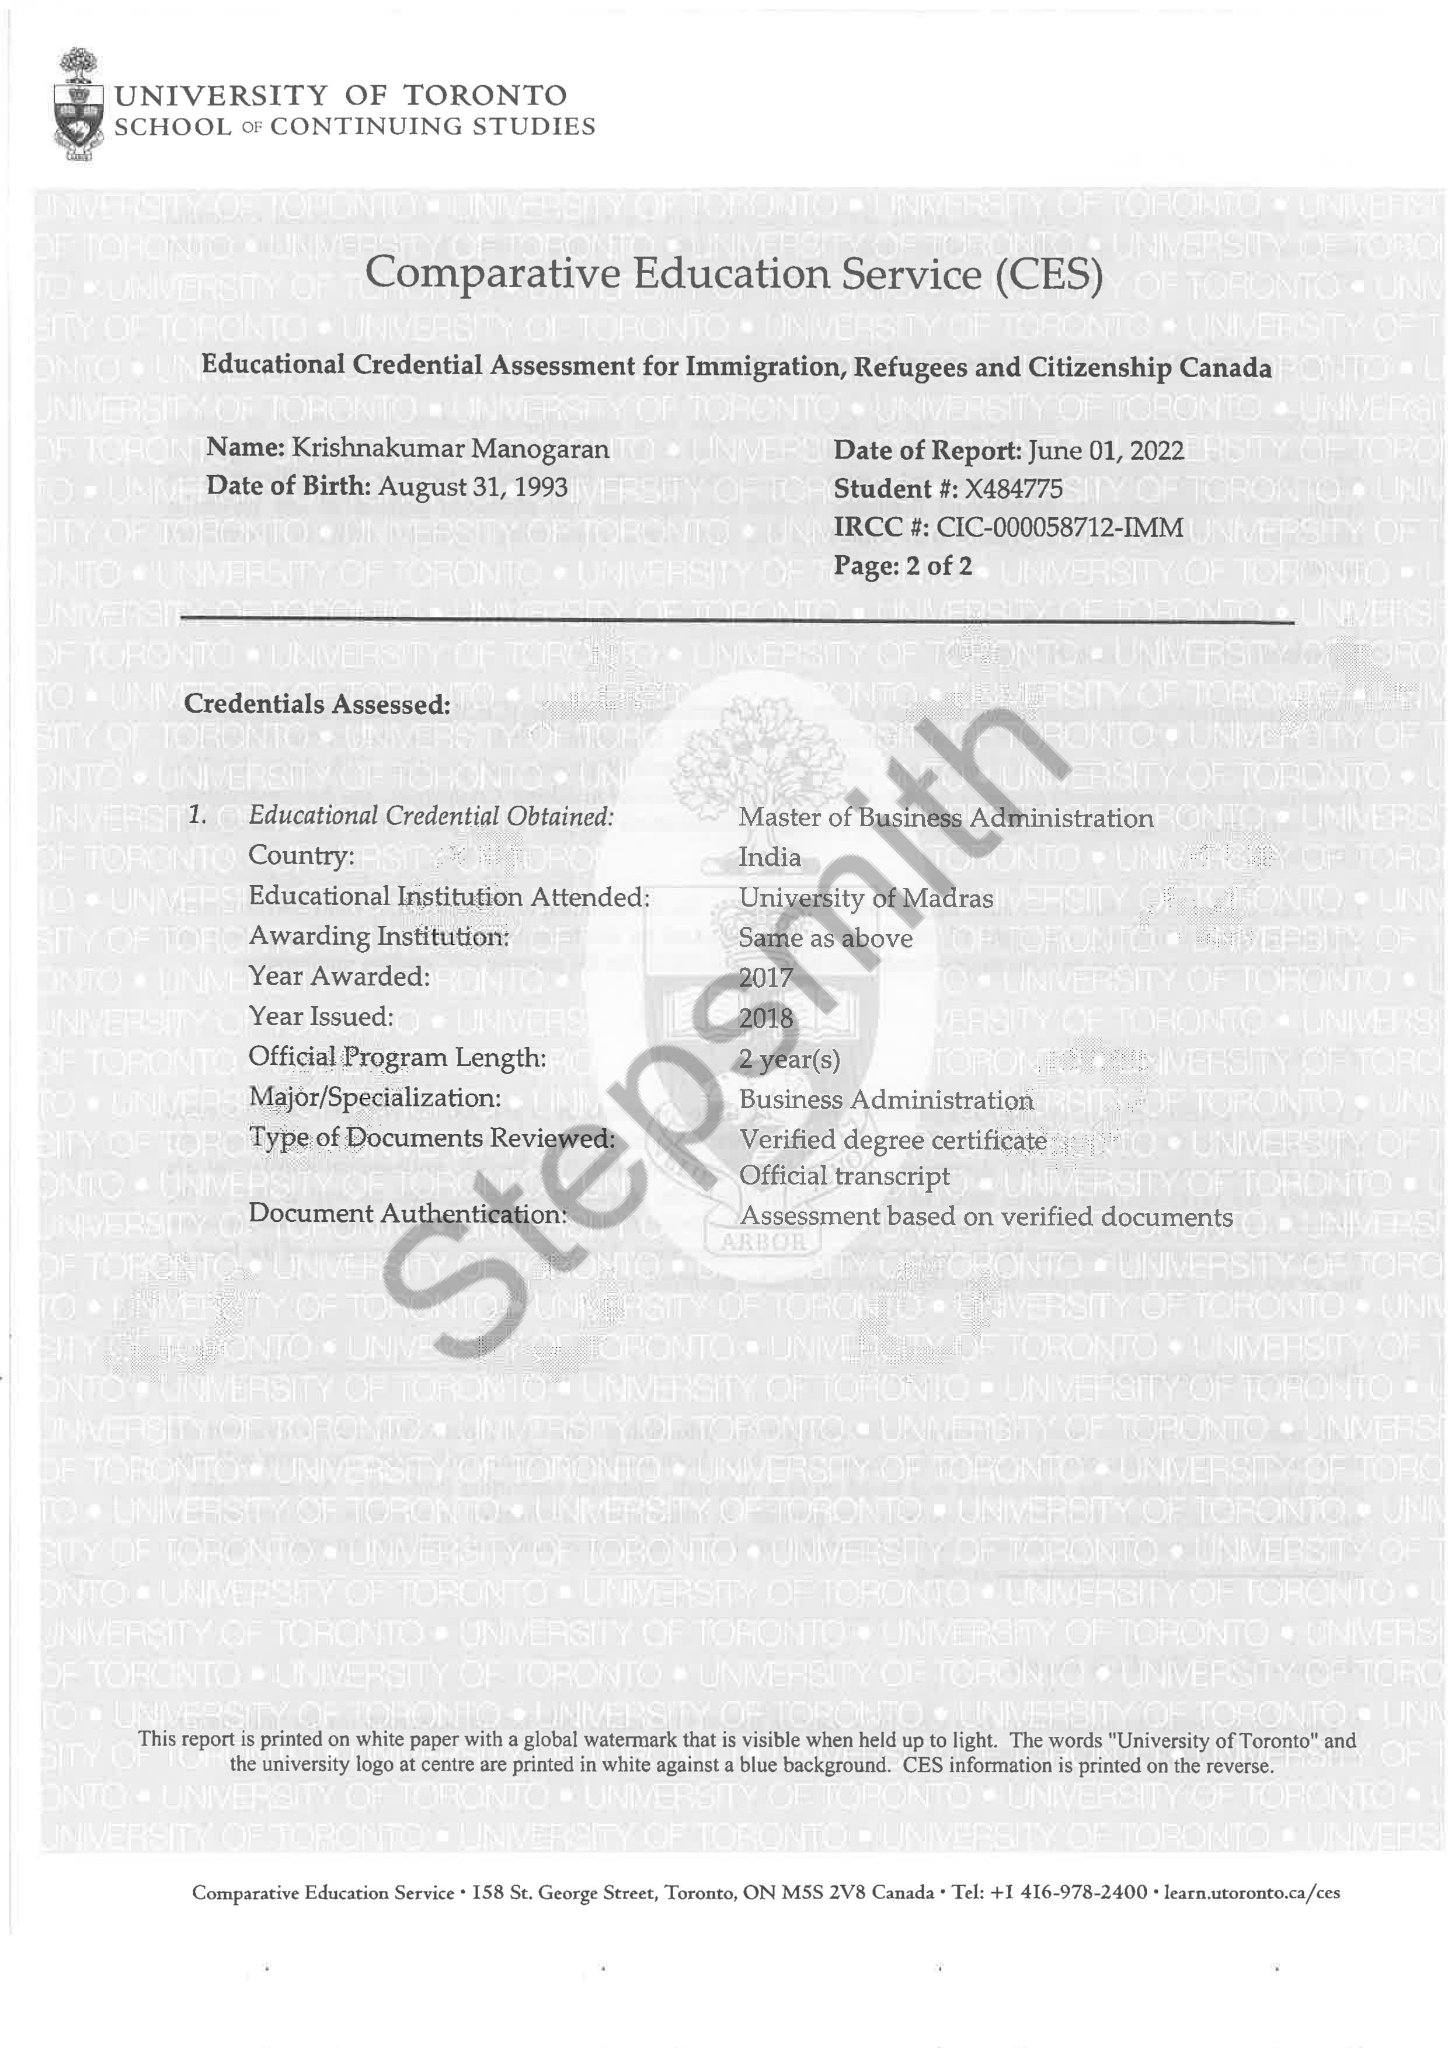 UNIVERSITY OF TORONTO
SCHOOL OF CONTINUING STUDIES
Comparative Education Service (CES)
Educational Credential Assessment for Immigration, Refugees and Citizenship Canada
Name: Krishnakumar Manogaran
Date of Birth: August 31, 1993
Date of Report: June 01, 2022
Student #: X484775
IRCC #: CIC-000058712-IMM
Page: 2 of 2
Credentials Assessed:
1. Educational Credential Obtained: Master of Business Administration
Country: India
Educational Institution Attended: University of Madras
Awarding Institution: Same as above
Year Awarded: 2017
Year Issued: 2018
Official Program Length: 2 year(s)
Major/Specialization: Business Administration
Type of Documents Reviewed: Verified degree certificate
Official transcript
Document Authentication: Assessment based on verified documents
ARBOR
Stepsmith
This report is printed on white paper with a global watermark that is visible when held up to light. The words "University of Toronto" and
the university logo at centre are printed in white against a blue background. CES information is printed on the reverse.
Comparative Education Service • 158 St. George Street, Toronto, ON M5S 2V8 Canada • Tel: +1 416-978-2400 • learn.utoronto.ca/ces